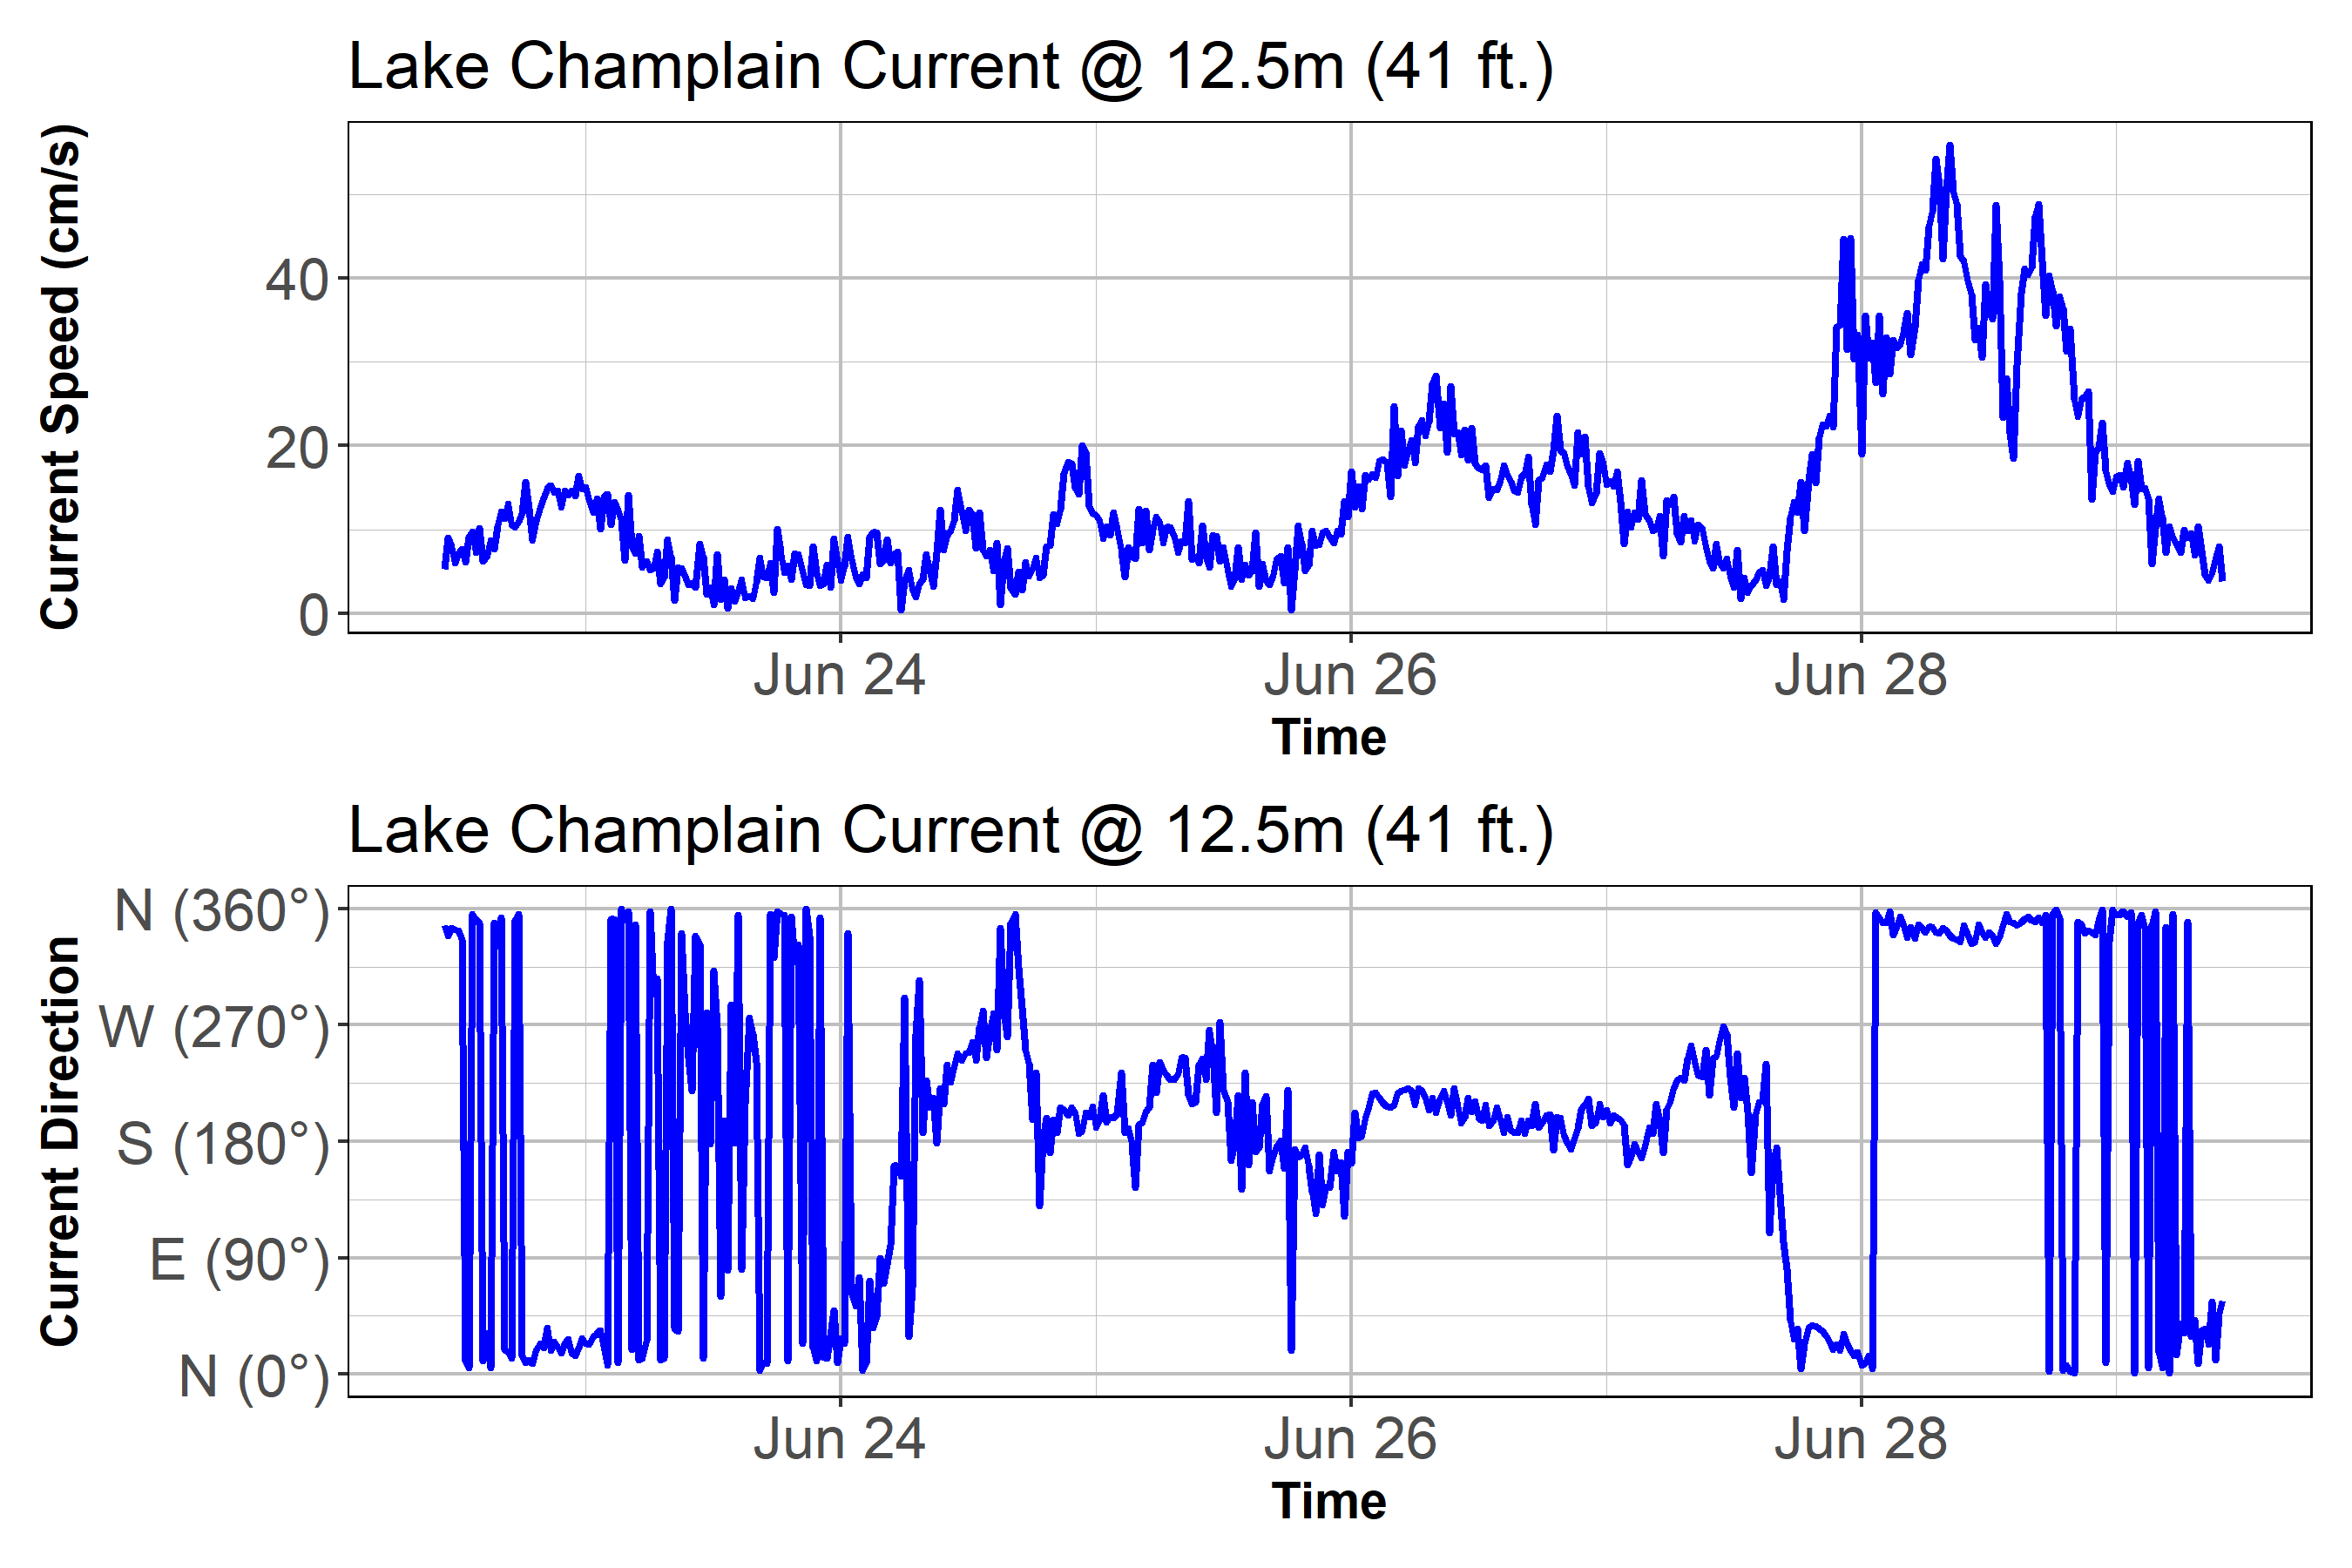 Lake Champlain Current @ 12.5m (41 ft.)
Current Speed (cm/s)
40
20
0
Jun 24 Jun 26 Jun 28
Time
Lake Champlain Current @ 12.5m (41 ft.)
Current Direction
N (360°)
W (270°)
S (180°)
E (90°)
N (0°)
Jun 24 Jun 26 Jun 28
Time